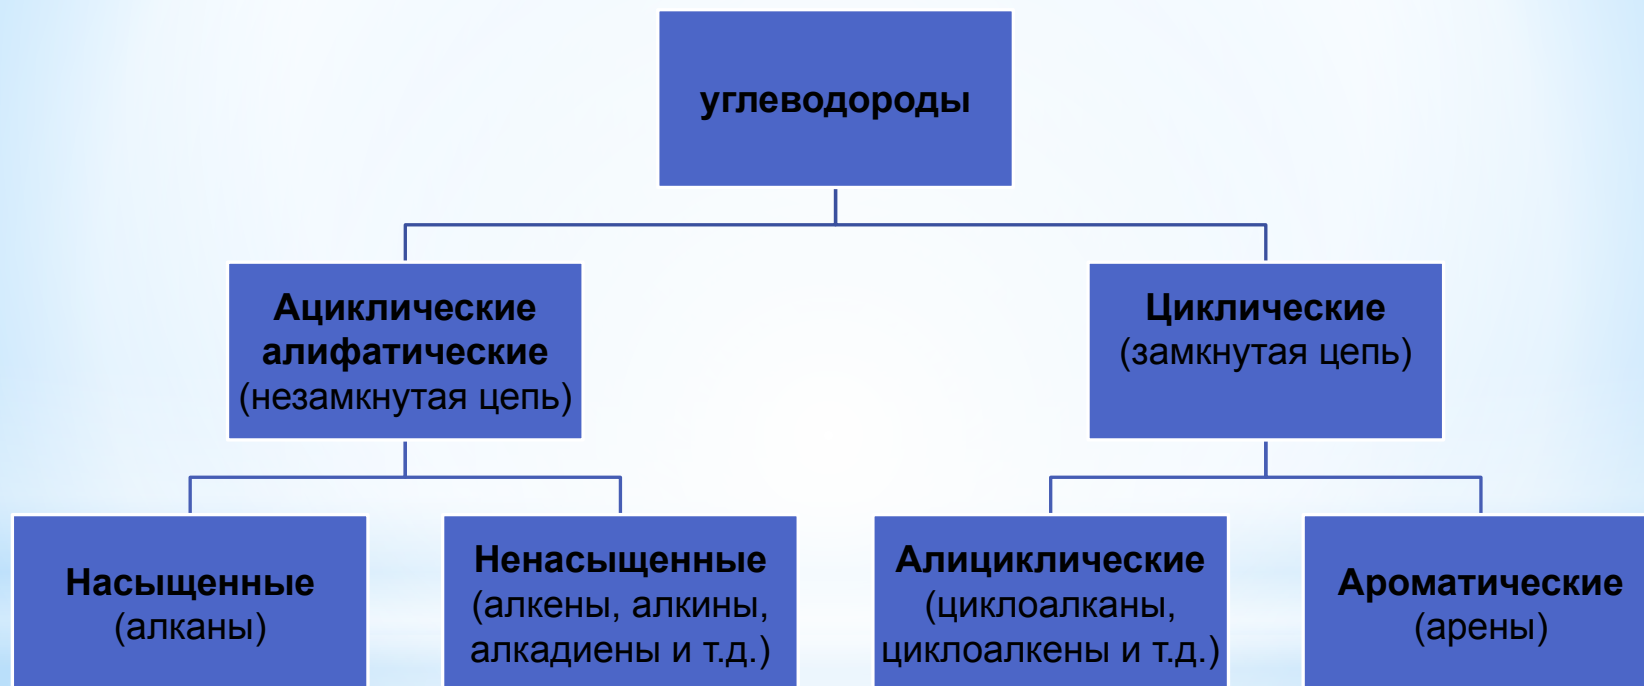 углеводороды
Ациклические
алифатические
(незамкнутая цепь)
Циклические
(замкнутая цепь)
Насыщенные
(алканы)
Ненасыщенные
(алкены, алкины,
алкадиены и т.д.)
Алициклические
(циклоалканы,
циклоалкены и т.д.)
Ароматические
(арены)